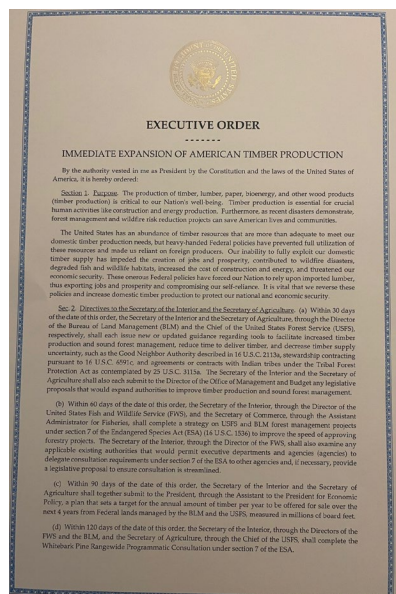 EXECUTIVE ORDER
- - - - - - -
IMMEDIATE EXPANSION OF AMERICAN TIMBER PRODUCTION
By the authority vested in me as President by the Constitution and the laws of the United States of
America, it is hereby ordered:
Section 1. Purpose. The production of timber, lumber, paper, bioenergy, and other wood products
(timber production) is critical to our Nation's well-being. Timber production is essential for crucial
human activities like construction and energy production. Furthermore, as recent disasters demonstrate,
forest management and wildfire risk reduction projects can save American lives and communities.
The United States has an abundance of timber resources that are more than adequate to meet our
domestic timber production needs, but heavy-handed Federal policies have prevented full utilization of
these resources and made us reliant on foreign producers. Our inability to fully exploit our domestic
timber supply has impeded the creation of jobs and prosperity, contributed to wildfire disasters,
degraded fish and wildlife habitats, increased the cost of construction and energy, and threatened our
economic security. These onerous Federal policies have forced our Nation to rely upon imported lumber,
thus exporting jobs and prosperity and compromising our self-reliance. It is vital that we reverse these
policies and increase domestic timber production to protect our national and economic security.
Sec. 2. Directives to the Secretary of the Interior and the Secretary of Agriculture. (a) Within 30 days
of the date of this order, the Secretary of the Interior and the Secretary of Agriculture, through the Director
of the Bureau of Land Management (BLM) and the Chief of the United States Forest Service (USFS),
respectively, shall each issue new or updated guidance regarding tools to facilitate increased timber
production and sound forest management, reduce time to deliver timber, and decrease timber supply
uncertainty, such as the Good Neighbor Authority described in 16 U.S.C. 2113a, stewardship contracting
pursuant to 16 U.S.C. 6591c, and agreements or contracts with Indian tribes under the Tribal Forest
Protection Act as contemplated by 25 U.S.C. 3115a. The Secretary of the Interior and the Secretary of
Agriculture shall also each submit to the Director of the Office of Management and Budget any legislative
proposals that would expand authorities to improve timber production and sound forest management.
(b) Within 60 days of the date of this order, the Secretary of the Interior, through the Director of the
United States Fish and Wildlife Service (FWS), and the Secretary of Commerce, through the Assistant
Administrator for Fisheries, shall complete a strategy on USFS and BLM forest management projects
under section 7 of the Endangered Species Act (ESA) (16 U.S.C. 1536) to improve the speed of approving
forestry projects. The Secretary of the Interior, through the Director of the FWS, shall also examine any
applicable existing authorities that would permit executive departments and agencies (agencies) to
delegate consultation requirements under section 7 of the ESA to other agencies and, if necessary, provide
a legislative proposal to ensure consultation is streamlined.
(c) Within 90 days of the date of this order, the Secretary of the Interior and the Secretary of
Agriculture shall together submit to the President, through the Assistant to the President for Economic
Policy, a plan that sets a target for the annual amount of timber per year to be offered for sale over the
next 4 years from Federal lands managed by the BLM and the USFS, measured in millions of board feet.
(d) Within 120 days of the date of this order, the Secretary of the Interior, through the Directors of the
FWS and the BLM, and the Secretary of Agriculture, through the Chief of the USFS, shall complete the
Whitebark Pine Rangewide Programmatic Consultation under section 7 of the ESA.